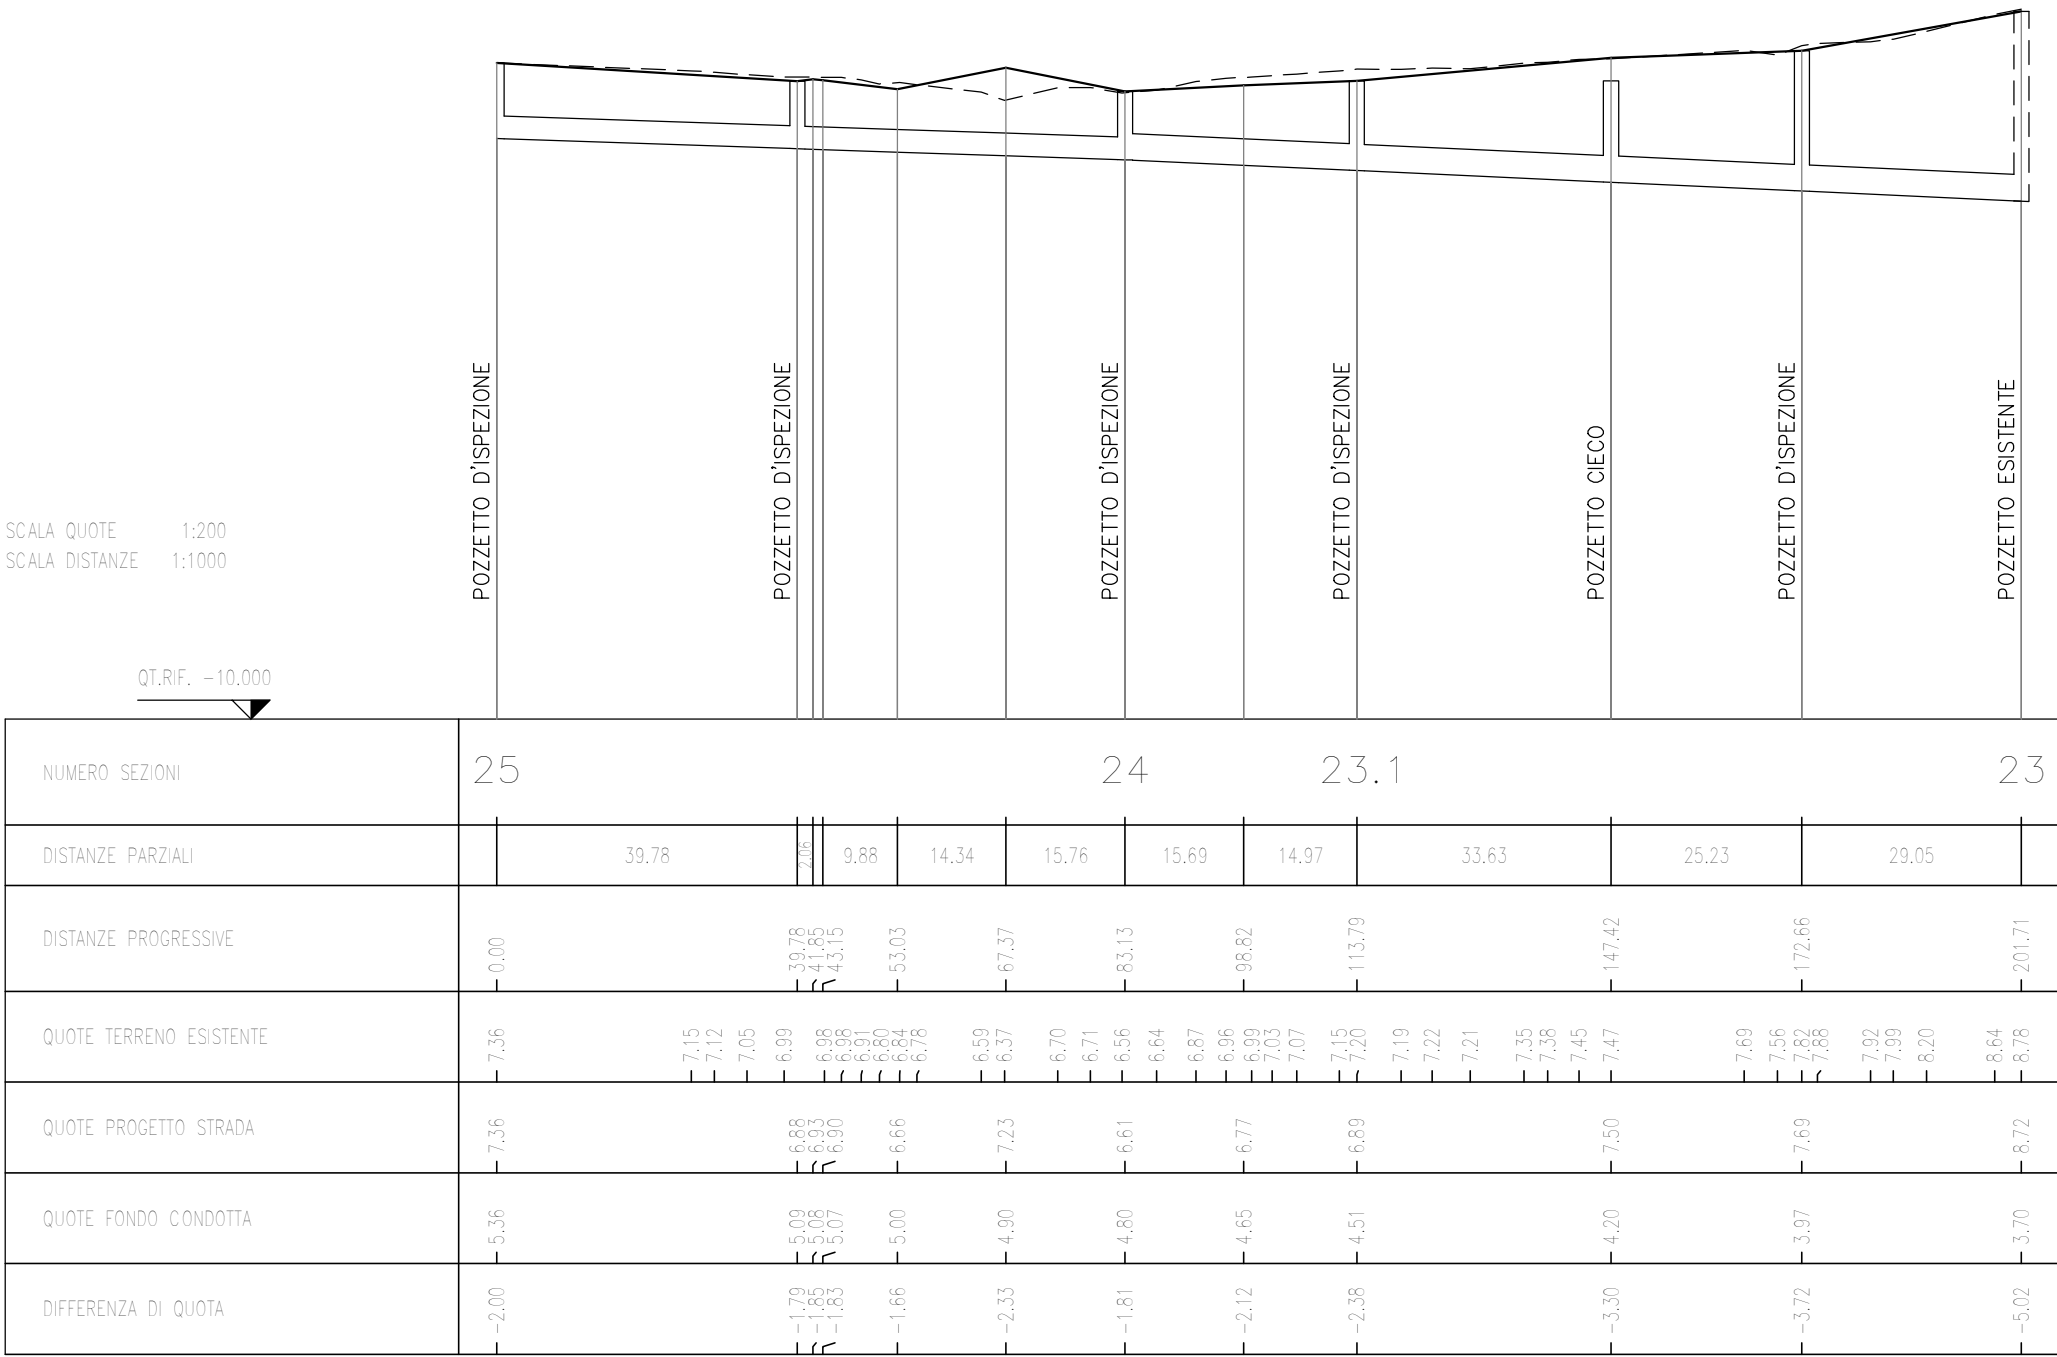 POZZETTO D'ISPEZIONE
POZZETTO D'ISPEZIONE
POZZETTO D'ISPEZIONE
POZZETTO D'ISPEZIONE
POZZETTO CIECO
POZZETTO D'ISPEZIONE
POZZETTO ESISTENTE
SCALA QUOTE 1:200
SCALA DISTANZE 1:1000
QT.RIF. -10.000
NUMERO SEZIONI 25 24 23.1 23
DISTANZE PARZIALI 39.78 2.06 9.88 14.34 15.76 15.69 14.97 33.63 25.23 29.05
DISTANZE PROGRESSIVE 0.00 39.78 41.85 43.15 53.03 67.37 83.13 98.82 113.79 147.42 172.66 201.71
QUOTE TERRENO ESISTENTE 7.36 7.15 7.12 7.05 6.99 6.98 6.98 6.91 6.80 6.84 6.78 6.59 6.37 6.70 6.71 6.56 6.64 6.87 6.96 6.99 7.03 7.07 7.15 7.20 7.19 7.22 7.21 7.35 7.38 7.45 7.47 7.69 7.56 7.82 7.88 7.92 7.99 8.20 8.64 8.78
QUOTE PROGETTO STRADA 7.36 6.88 6.93 6.90 6.66 7.23 6.61 6.77 6.89 7.50 7.69 8.72
QUOTE FONDO CONDOTTA 5.36 5.09 5.08 5.07 5.00 4.90 4.80 4.65 4.51 4.20 3.97 3.70
DIFFERENZA DI QUOTA -2.00 -1.79 -1.85 -1.83 -1.66 -2.33 -1.81 -2.12 -2.38 -3.30 -3.72 -5.02